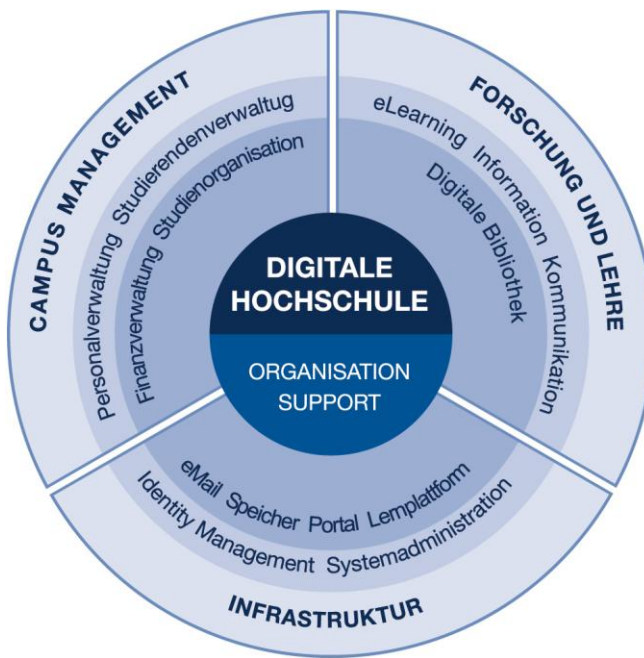 CAMPUS MANAGEMENT
Personalverwaltung Studierendenverwaltug
Finanzverwaltung Studienorganisation
FORSCHUNG UND LEHRE
eLearning Information Kommunikation
Digitale Bibliothek
DIGITALE
HOCHSCHULE
ORGANISATION
SUPPORT
eMail Speicher Portal Lernplattform
Identity Management Systemadministration
INFRASTRUKTUR